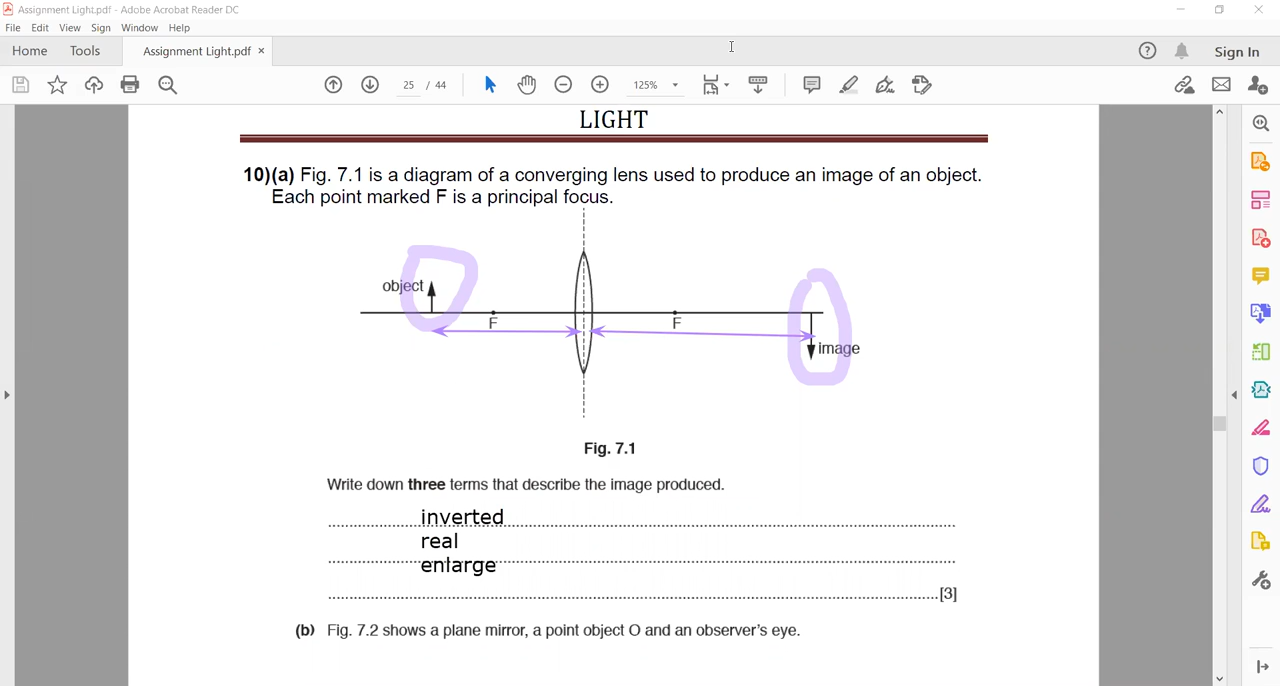 Assignment Light.pdf - Adobe Acrobat Reader DC
File Edit View Sign Window Help
Home Tools Assignment Light.pdf × Sign In
25 / 44 125%
LIGHT
10)(a) Fig. 7.1 is a diagram of a converging lens used to produce an image of an object.
Each point marked F is a principal focus.
object
F F
image
Fig. 7.1
Write down three terms that describe the image produced.
inverted
real
enlarge
[3]
(b) Fig. 7.2 shows a plane mirror, a point object O and an observer's eye.